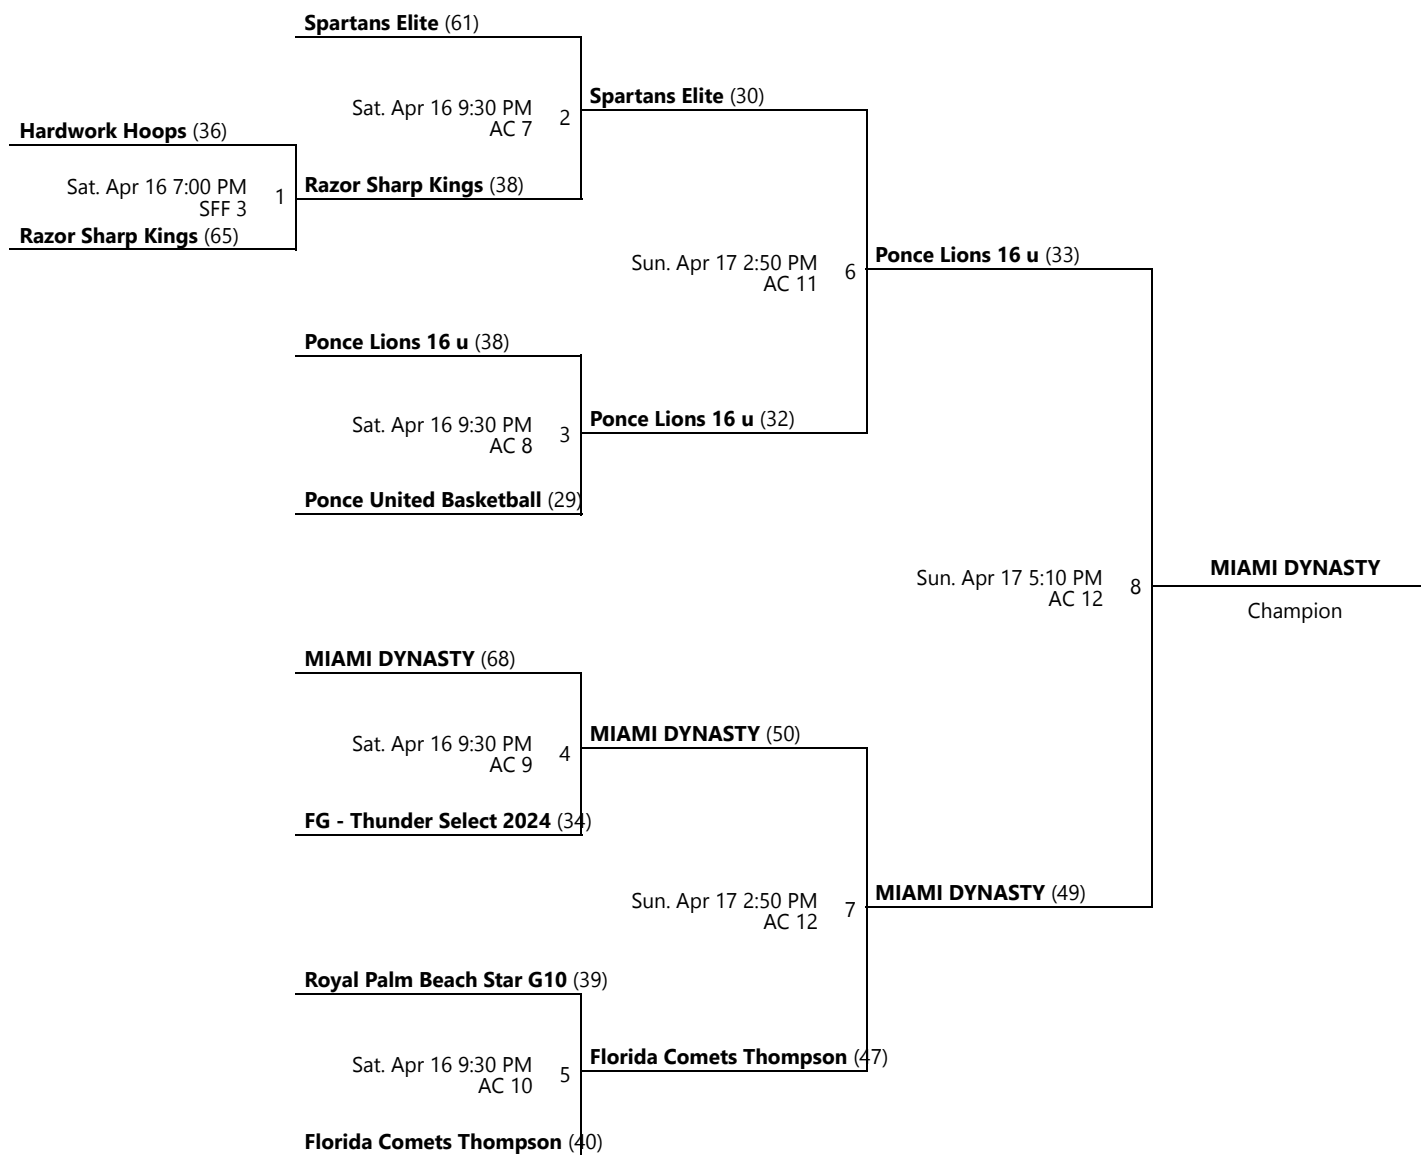 Spartans Elite (61)
Sat. Apr 16 9:30 PM
AC 7
2
Spartans Elite (30)
Hardwork Hoops (36)
Sat. Apr 16 7:00 PM
SFF 3
1
Razor Sharp Kings (38)
Razor Sharp Kings (65)
Sun. Apr 17 2:50 PM
AC 11
6
Ponce Lions 16 u (33)
Ponce Lions 16 u (38)
Sat. Apr 16 9:30 PM
AC 8
3
Ponce Lions 16 u (32)
Ponce United Basketball (29)
Sun. Apr 17 5:10 PM
AC 12
8
MIAMI DYNASTY
Champion
MIAMI DYNASTY (68)
Sat. Apr 16 9:30 PM
AC 9
4
MIAMI DYNASTY (50)
FG - Thunder Select 2024 (34)
Sun. Apr 17 2:50 PM
AC 12
7
MIAMI DYNASTY (49)
Royal Palm Beach Star G10 (39)
Sat. Apr 16 9:30 PM
AC 10
5
Florida Comets Thompson (47)
Florida Comets Thompson (40)